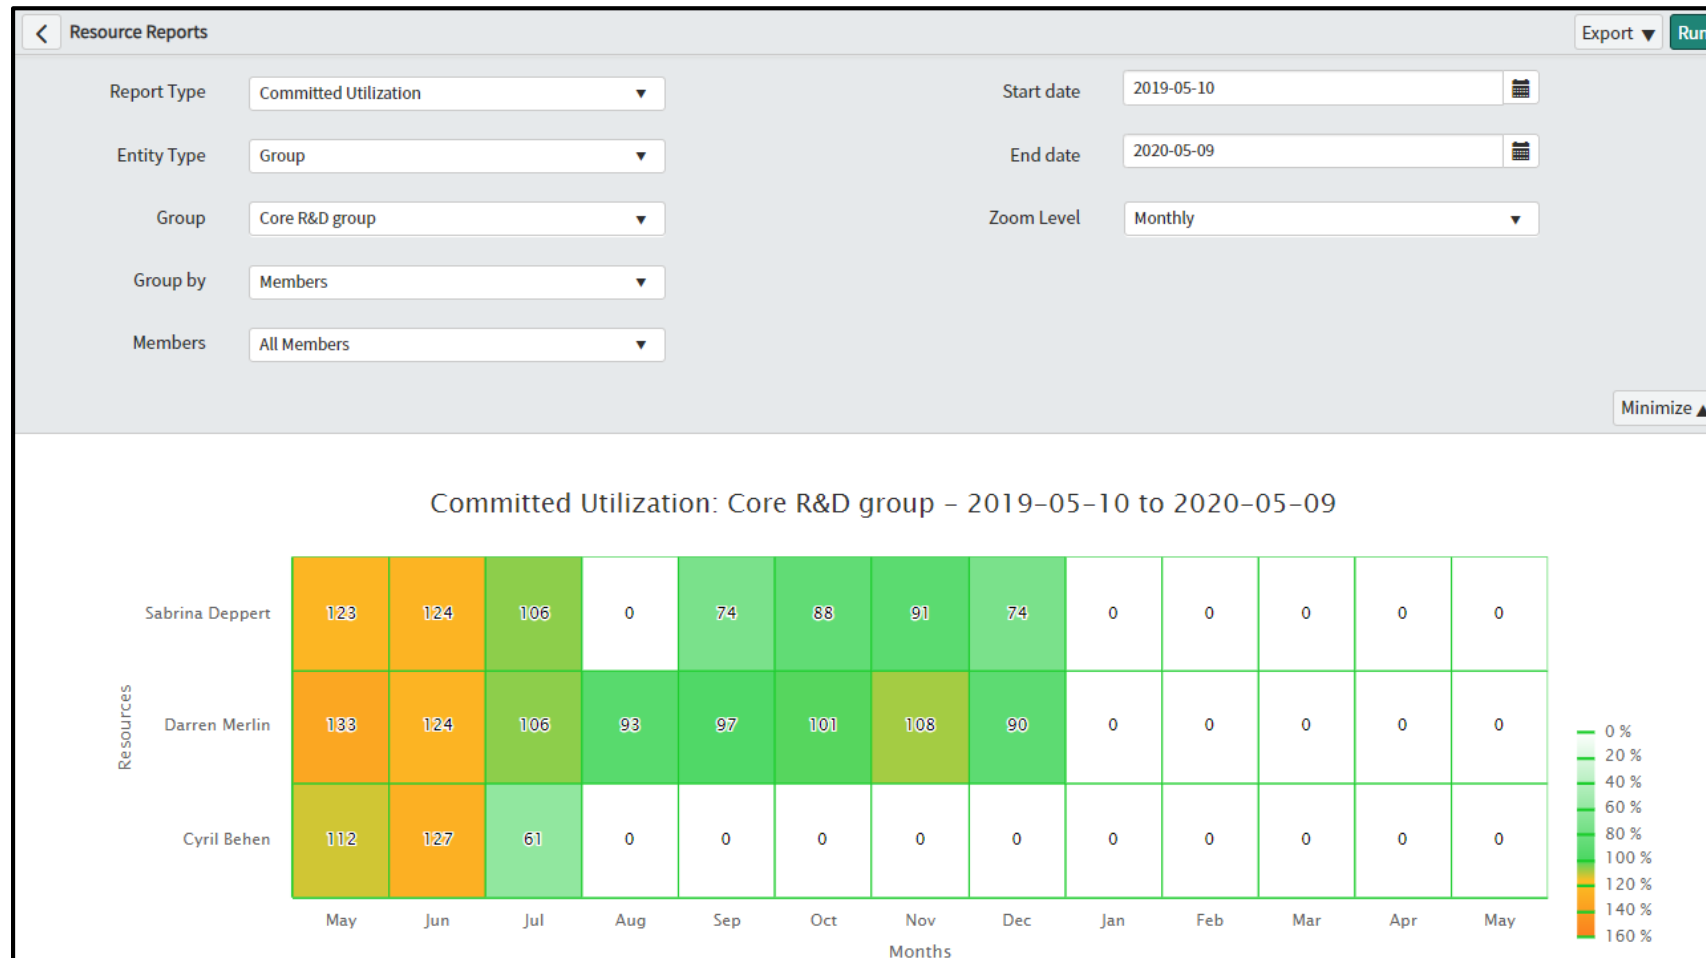 Resource Reports
Export
Run
Report Type
Committed Utilization
Start date
2019-05-10
Entity Type
Group
End date
2020-05-09
Group
Core R&D group
Zoom Level
Monthly
Group by
Members
Members
All Members
Minimize
Committed Utilization: Core R&D group – 2019-05-10 to 2020-05-09
Resources
Sabrina Deppert 123 124 106 0 74 88 91 74 0 0 0 0 0
Darren Merlin 133 124 106 93 97 101 108 90 0 0 0 0 0
Cyril Behen 112 127 61 0 0 0 0 0 0 0 0 0 0
May Jun Jul Aug Sep Oct Nov Dec Jan Feb Mar Apr May
Months
0 %
20 %
40 %
60 %
80 %
100 %
120 %
140 %
160 %